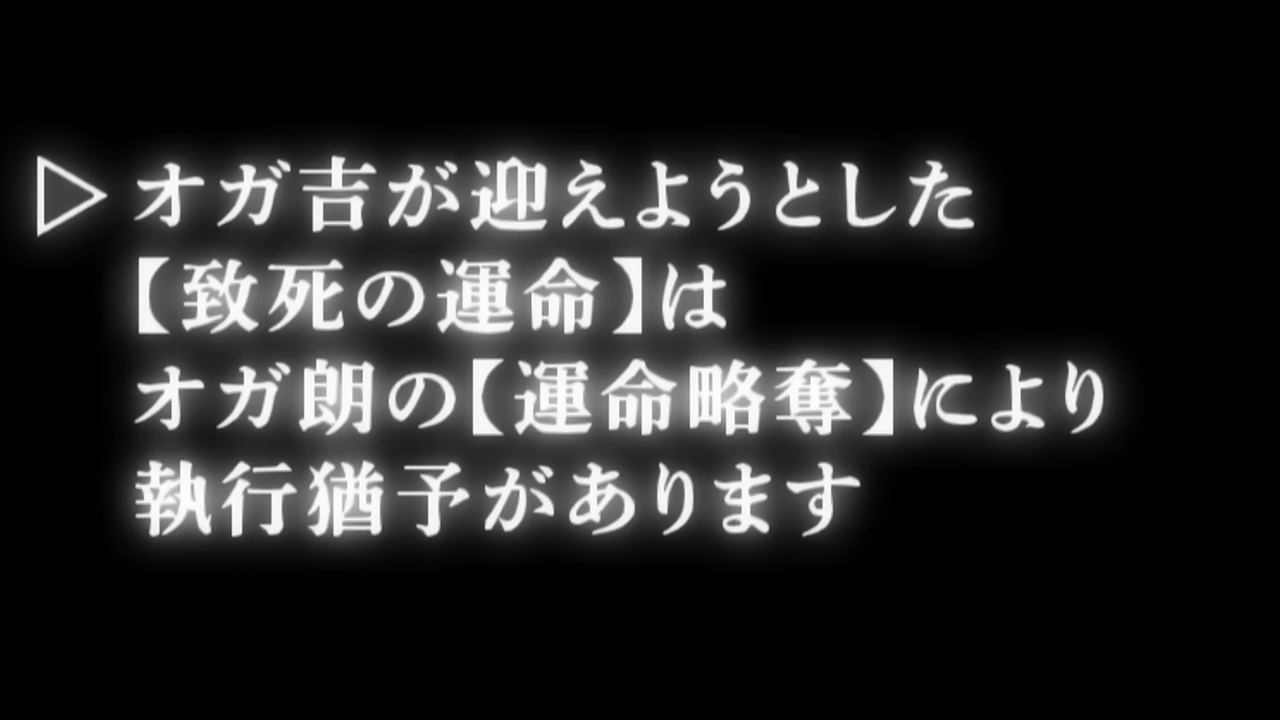 ▷オガ吉が迎えようとした
【致死の運命】は
オガ朗の【運命略奪】により
執行猶予があります